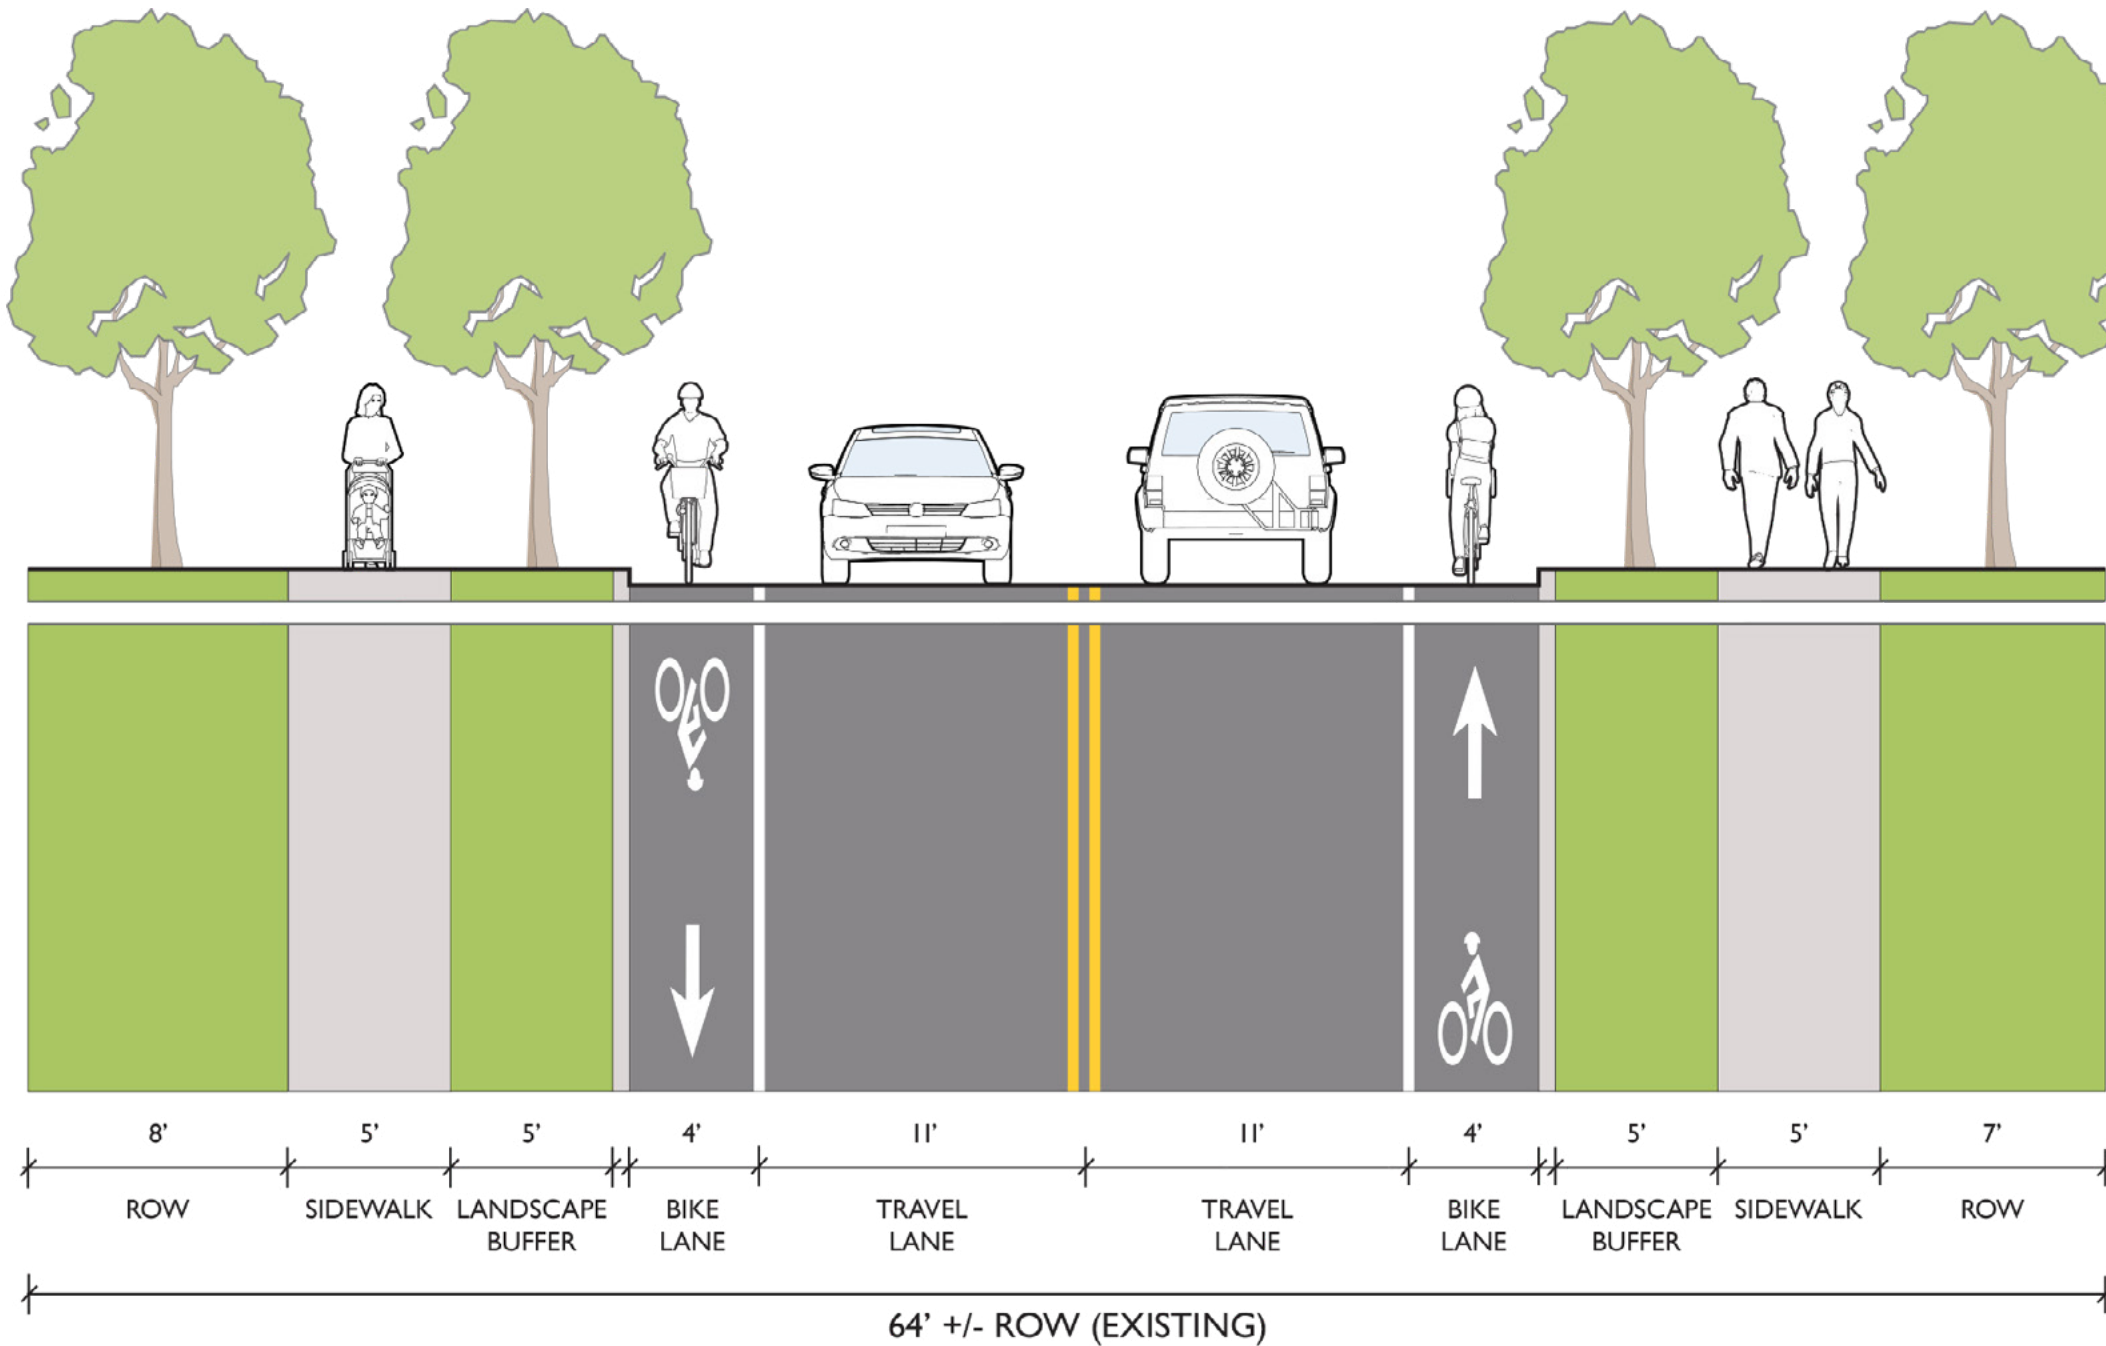 8' 5' 5' 4' 11' 11' 4' 5' 5' 7'
ROW SIDEWALK LANDSCAPE BIKE TRAVEL TRAVEL BIKE LANDSCAPE SIDEWALK ROW
BUFFER LANE LANE LANE LANE BUFFER
64' +/- ROW (EXISTING)